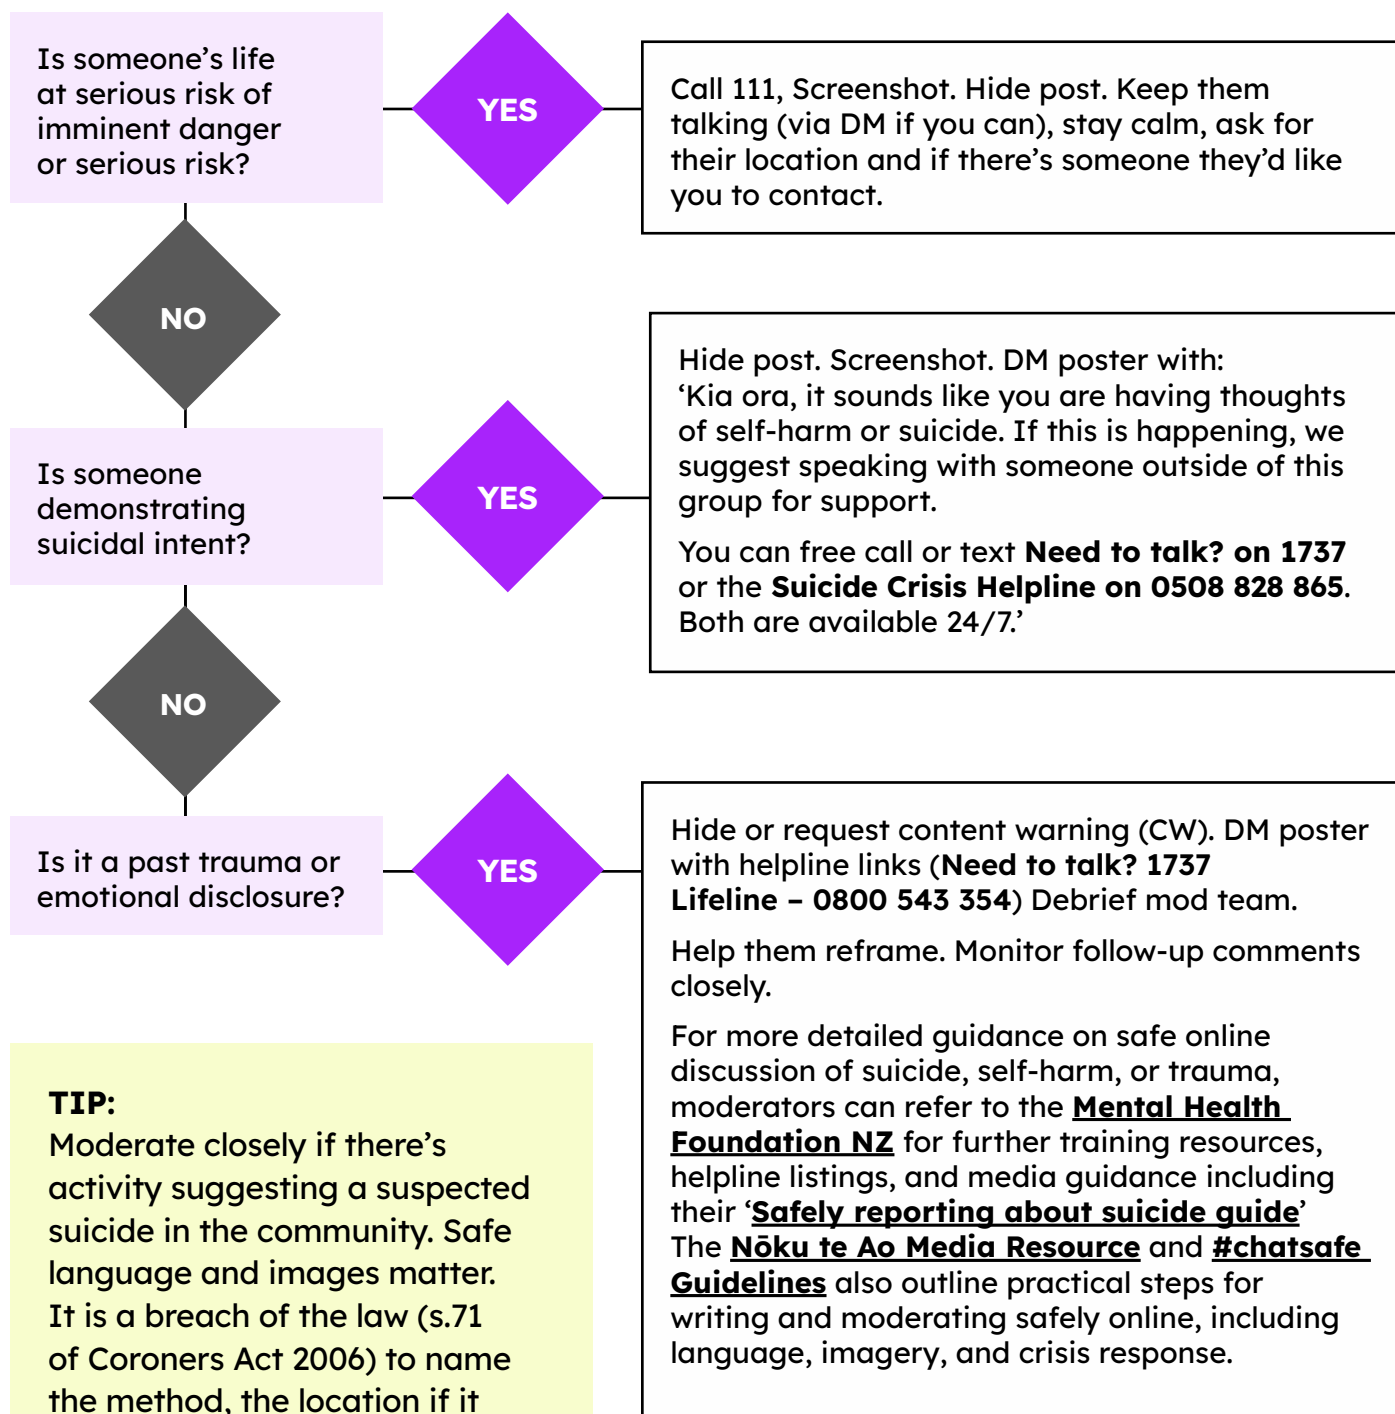 Is someone’s life
at serious risk of
imminent danger
or serious risk?
YES
Call 111, Screenshot. Hide post. Keep them
talking (via DM if you can), stay calm, ask for
their location and if there’s someone they’d like
you to contact.
NO
Is someone
demonstrating
suicidal intent?
YES
Hide post. Screenshot. DM poster with:
‘Kia ora, it sounds like you are having thoughts
of self-harm or suicide. If this is happening, we
suggest speaking with someone outside of this
group for support.
You can free call or text Need to talk? on 1737
or the Suicide Crisis Helpline on 0508 828 865.
Both are available 24/7.’
NO
Is it a past trauma or
emotional disclosure?
YES
Hide or request content warning (CW). DM poster
with helpline links (Need to talk? 1737
Lifeline – 0800 543 354) Debrief mod team.
Help them reframe. Monitor follow-up comments
closely.
For more detailed guidance on safe online
discussion of suicide, self-harm, or trauma,
moderators can refer to the Mental Health
Foundation NZ for further training resources,
helpline listings, and media guidance including
their ‘Safely reporting about suicide guide’
The Nōku te Ao Media Resource and #chatsafe
Guidelines also outline practical steps for
writing and moderating safely online, including
language, imagery, and crisis response.
TIP:
Moderate closely if there’s
activity suggesting a suspected
suicide in the community. Safe
language and images matter.
It is a breach of the law (s.71
of Coroners Act 2006) to name
the method, the location if it